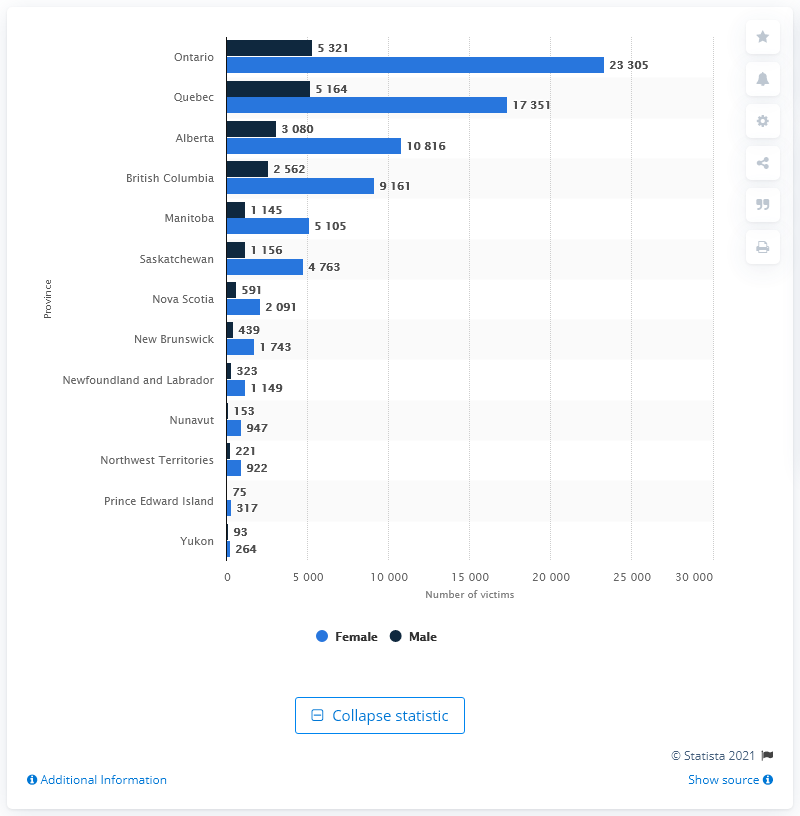 Ontario
5 321
23 305
Quebec
5 164
17 351
Alberta
3 080
10 816
British Columbia
2 562
9 161
Manitoba
1 145
5 105
Saskatchewan
1 156
4 763
Nova Scotia
591
2 091
New Brunswick
439
1 743
Newfoundland and Labrador
323
1 149
Nunavut
153
947
Northwest Territories
221
922
Prince Edward Island
75
317
Yukon
93
264
Province
0 5 000 10 000 15 000 20 000 25 000 30 000
Number of victims
Female Male
Collapse statistic
© Statista 2021
Additional Information
Show source